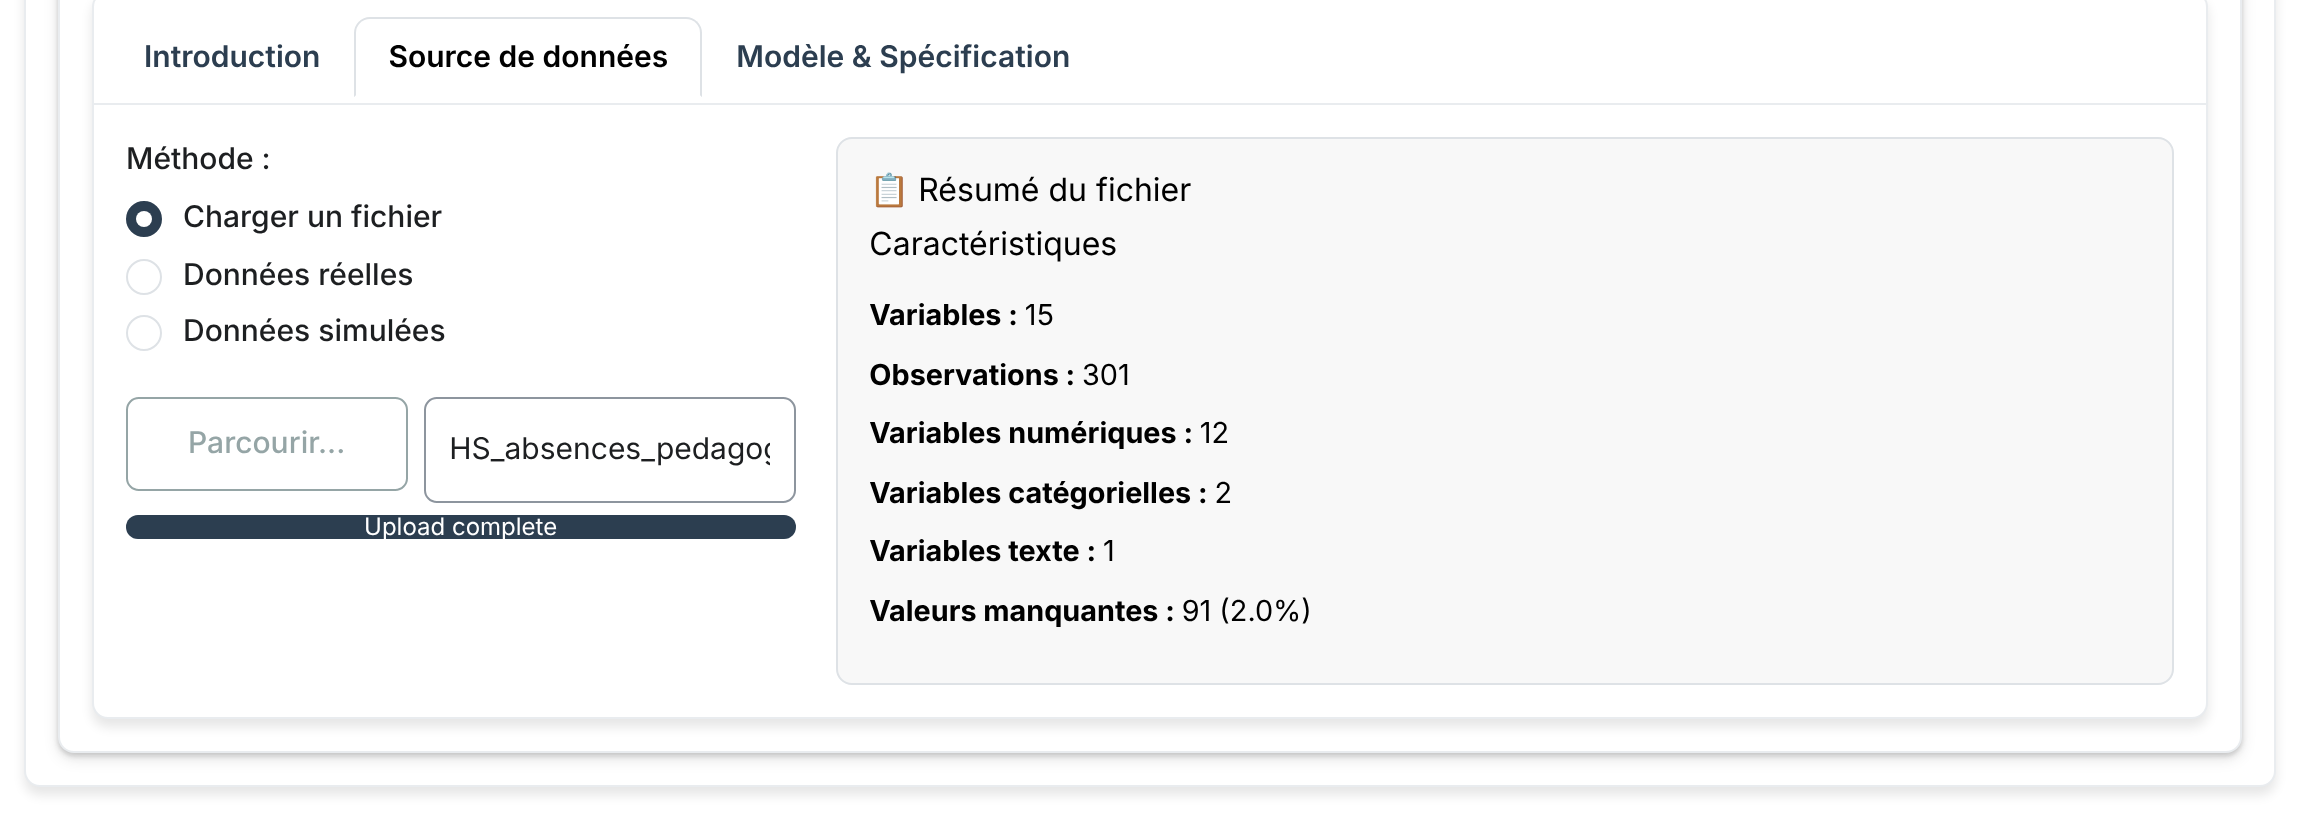 Introduction
Source de données
Modèle & Spécification
Méthode :
Charger un fichier
Données réelles
Données simulées
Parcourir...
HS_absences_pedagog
Upload complete
📋 Résumé du fichier
Caractéristiques
Variables : 15
Observations : 301
Variables numériques : 12
Variables catégorielles : 2
Variables texte : 1
Valeurs manquantes : 91 (2.0%)